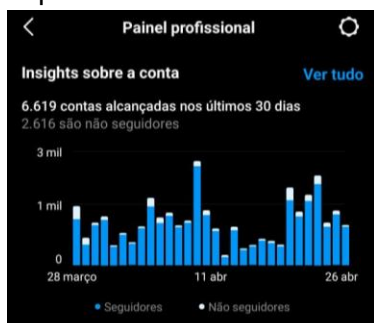 Painel profissional
Insights sobre a conta Ver tudo
6.619 contas alcançadas nos últimos 30 dias
2.616 são não seguidores
3 mil
1 mil
0
28 março 11 abr 26 abr
Seguidores Não seguidores